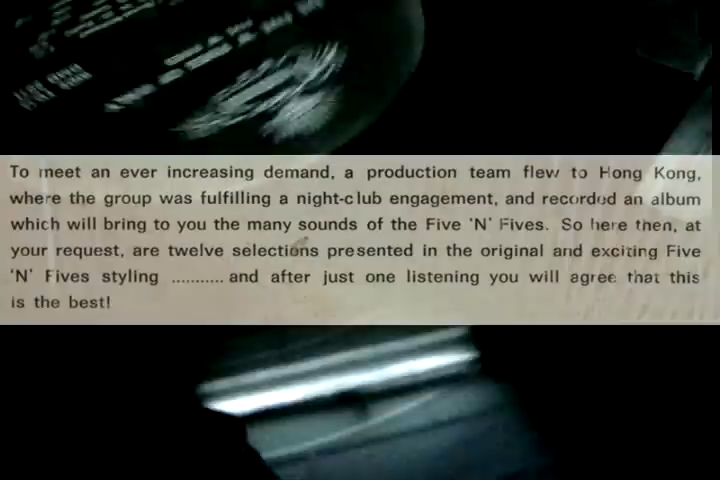 To meet an ever increasing demand, a production team flew to Hong Kong,
where the group was fulfilling a night-club engagement, and recorded an album
which will bring to you the many sounds of the Five 'N' Fives. So here then, at
your request, are twelve selections presented in the original and exciting Five
'N' Fives styling ........... and after just one listening you will agree that this
is the best!